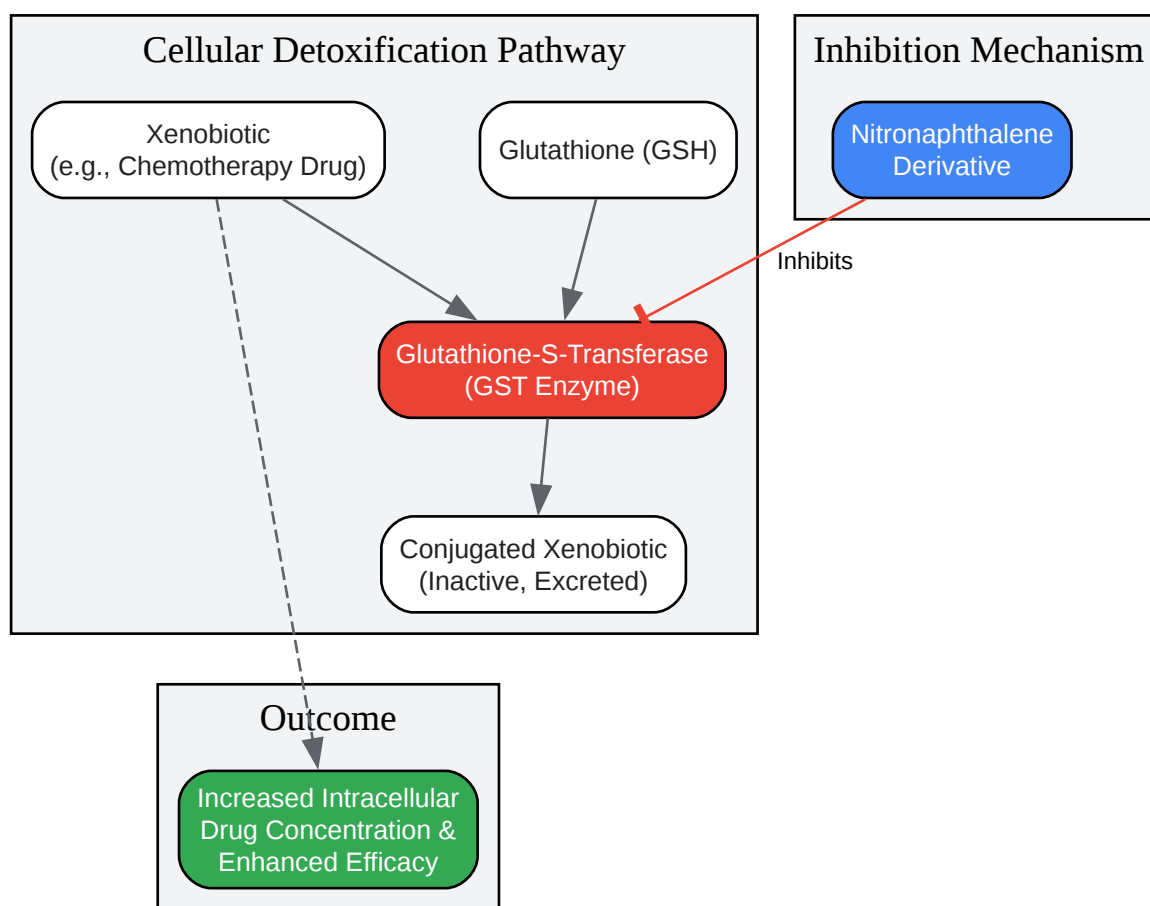 Cellular Detoxification Pathway
Inhibition Mechanism
Xenobiotic
(e.g., Chemotherapy Drug)
Glutathione (GSH)
Nitronaphthalene
Derivative
Inhibits
Glutathione-S-Transferase
(GST Enzyme)
Conjugated Xenobiotic
(Inactive, Excreted)
Outcome
Increased Intracellular
Drug Concentration &
Enhanced Efficacy